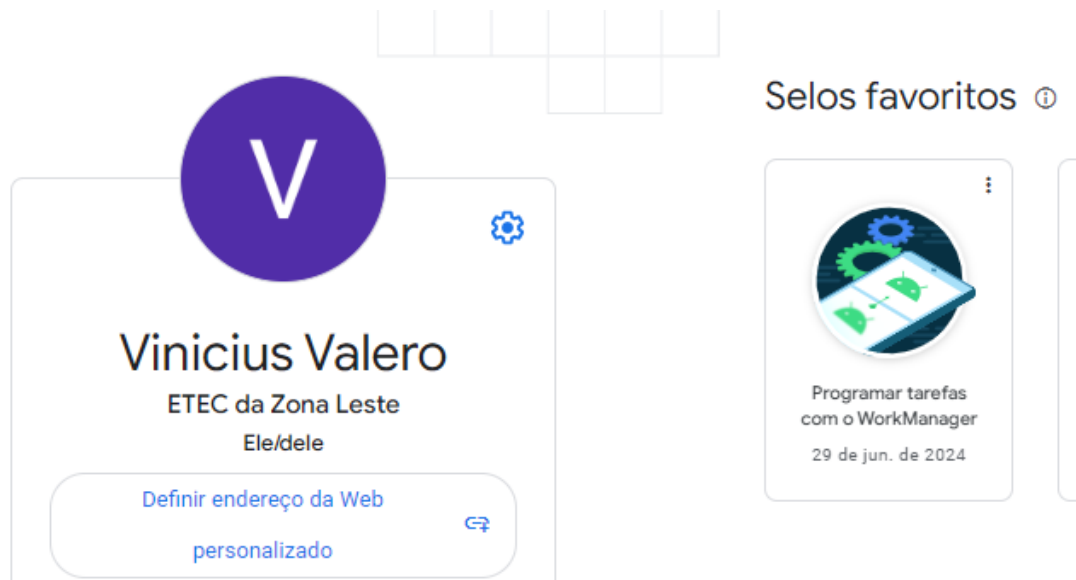 V
Vinicius Valero
ETEC da Zona Leste
Ele/dele
Definir endereço da Web
personalizado
Selos favoritos
Programar tarefas
com o WorkManager
29 de jun. de 2024